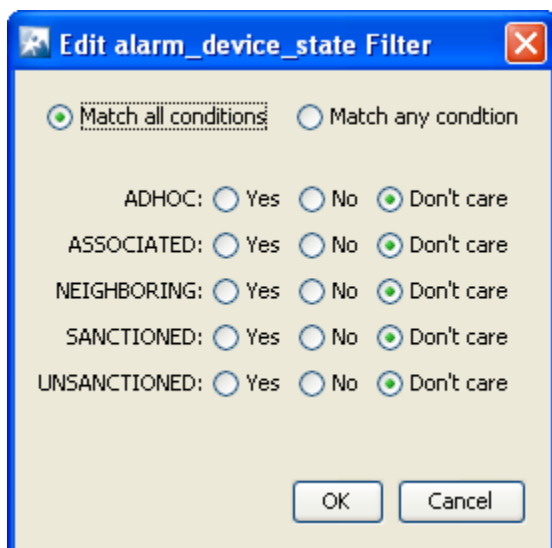 Edit alarm_device_state Filter
Match all conditions Match any condtion
ADHOC: Yes No Don't care
ASSOCIATED: Yes No Don't care
NEIGHBORING: Yes No Don't care
SANCTIONED: Yes No Don't care
UNSANCTIONED: Yes No Don't care
OK Cancel